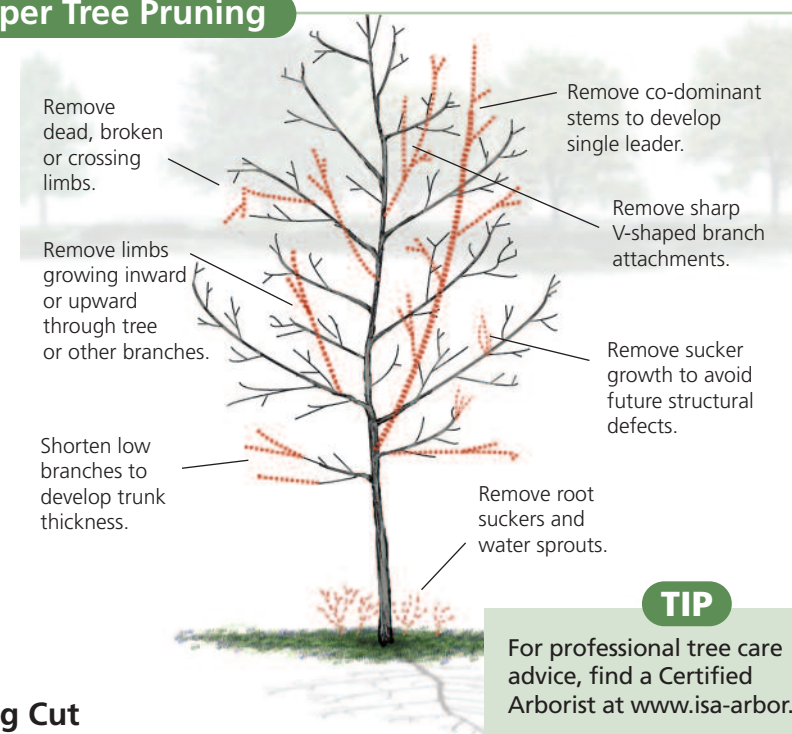 per Tree Pruning
Remove
dead, broken
or crossing
limbs.
Remove limbs
growing inward
or upward
through tree
or other branches.
Shorten low
branches to
develop trunk
thickness.
Remove co-dominant
stems to develop
single leader.
Remove sharp
V-shaped branch
attachments.
Remove sucker
growth to avoid
future structural
defects.
Remove root
suckers and
water sprouts.
TIP
For professional tree care
advice, find a Certified
Arborist at www.isa-arbor.
g Cut